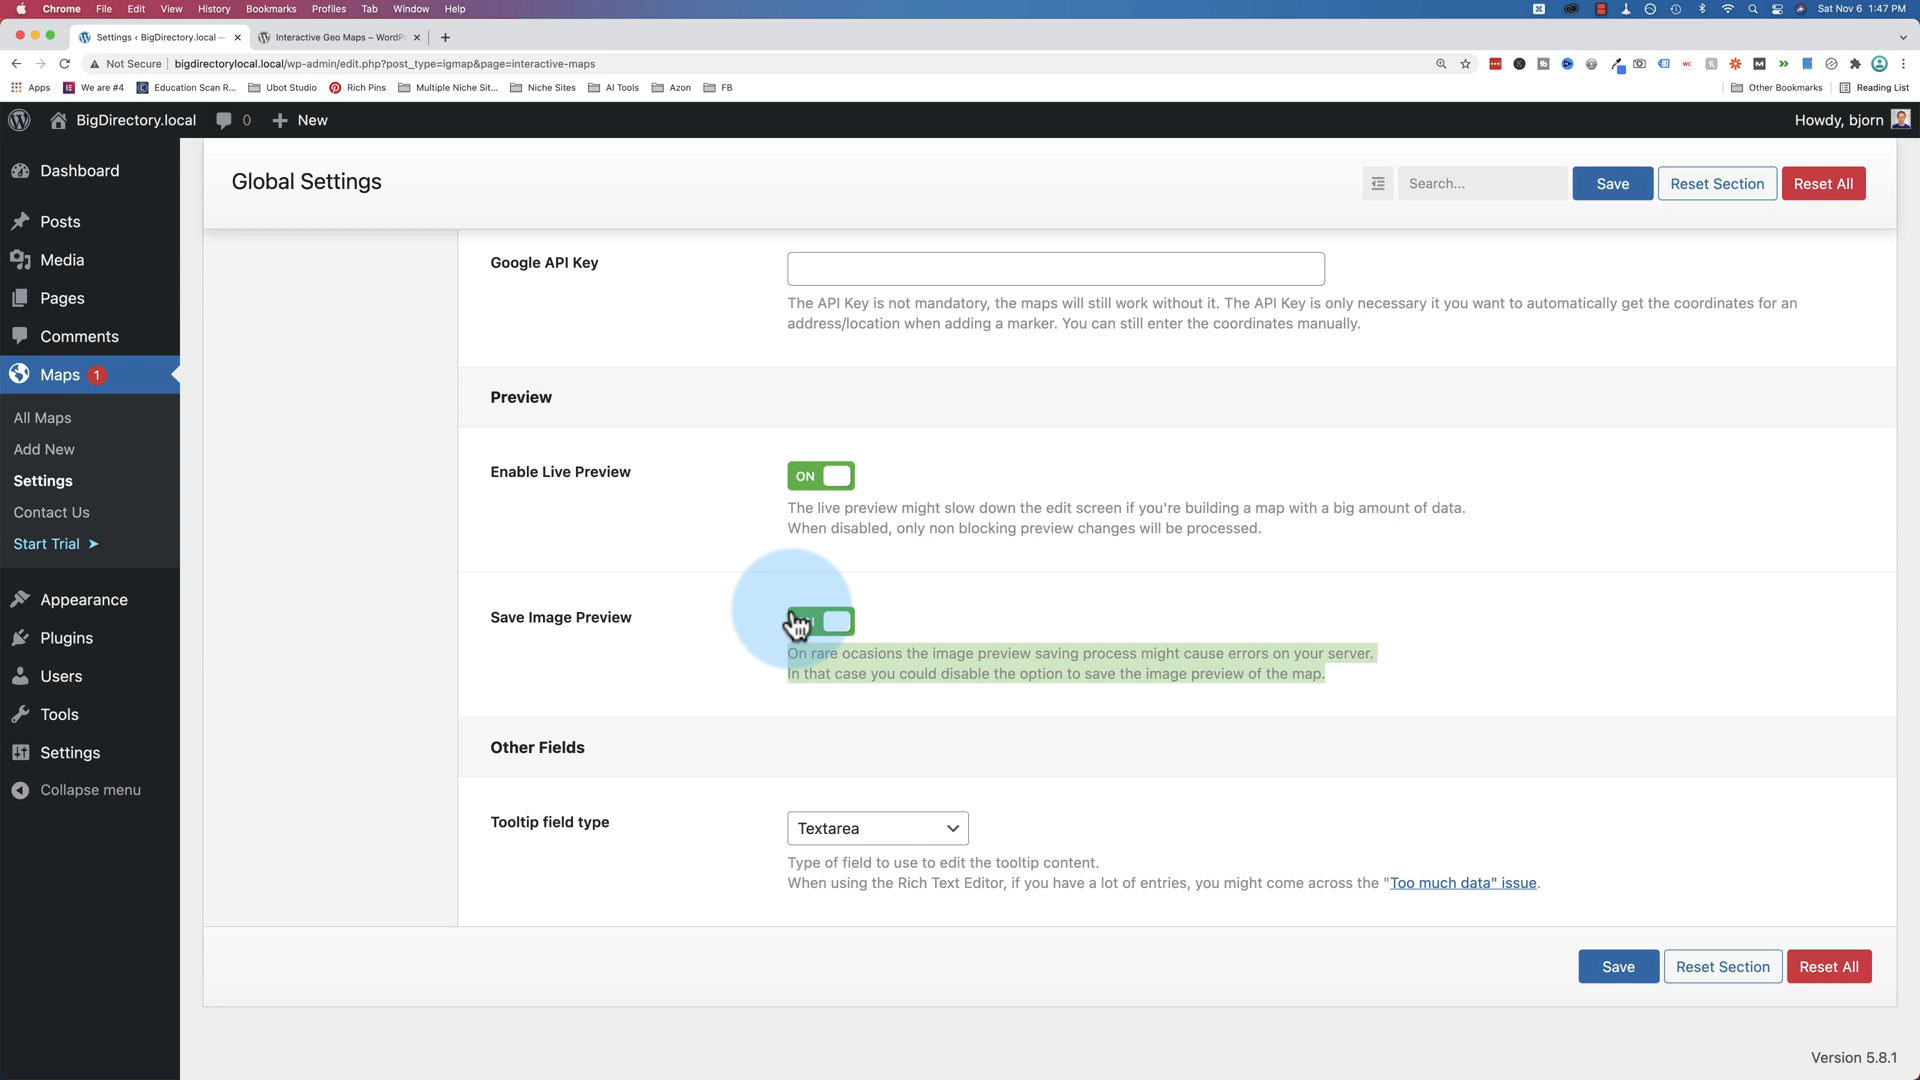 Chrome File Edit View History Bookmarks Profiles Tab Window Help Sat Nov 6 1:47 PM
Settings ‹ BigDirectory.local — Interactive Geo Maps – WordP
Not Secure bigdirectorylocal.local/wp-admin/edit.php?post_type=igmap&page=interactive-maps
Apps We are #4 Education Scan R... Ubot Studio Rich Pins Multiple Niche Sit... Niche Sites AI Tools Azon FB Other Bookmarks Reading List
BigDirectory.local 0 New Howdy, bjorn
Dashboard
Posts
Media
Pages
Comments
Maps 1
All Maps
Add New
Settings
Contact Us
Start Trial ➤
Appearance
Plugins
Users
Tools
Settings
Collapse menu
Global Settings Search... Save Reset Section Reset All
Google API Key
The API Key is not mandatory, the maps will still work without it. The API Key is only necessary it you want to automatically get the coordinates for an
address/location when adding a marker. You can still enter the coordinates manually.
Preview
Enable Live Preview ON
The live preview might slow down the edit screen if you're building a map with a big amount of data.
When disabled, only non blocking preview changes will be processed.
Save Image Preview
On rare ocasions the image preview saving process might cause errors on your server.
In that case you could disable the option to save the image preview of the map.
Other Fields
Tooltip field type Textarea
Type of field to use to edit the tooltip content.
When using the Rich Text Editor, if you have a lot of entries, you might come across the "Too much data" issue.
Save Reset Section Reset All
Version 5.8.1